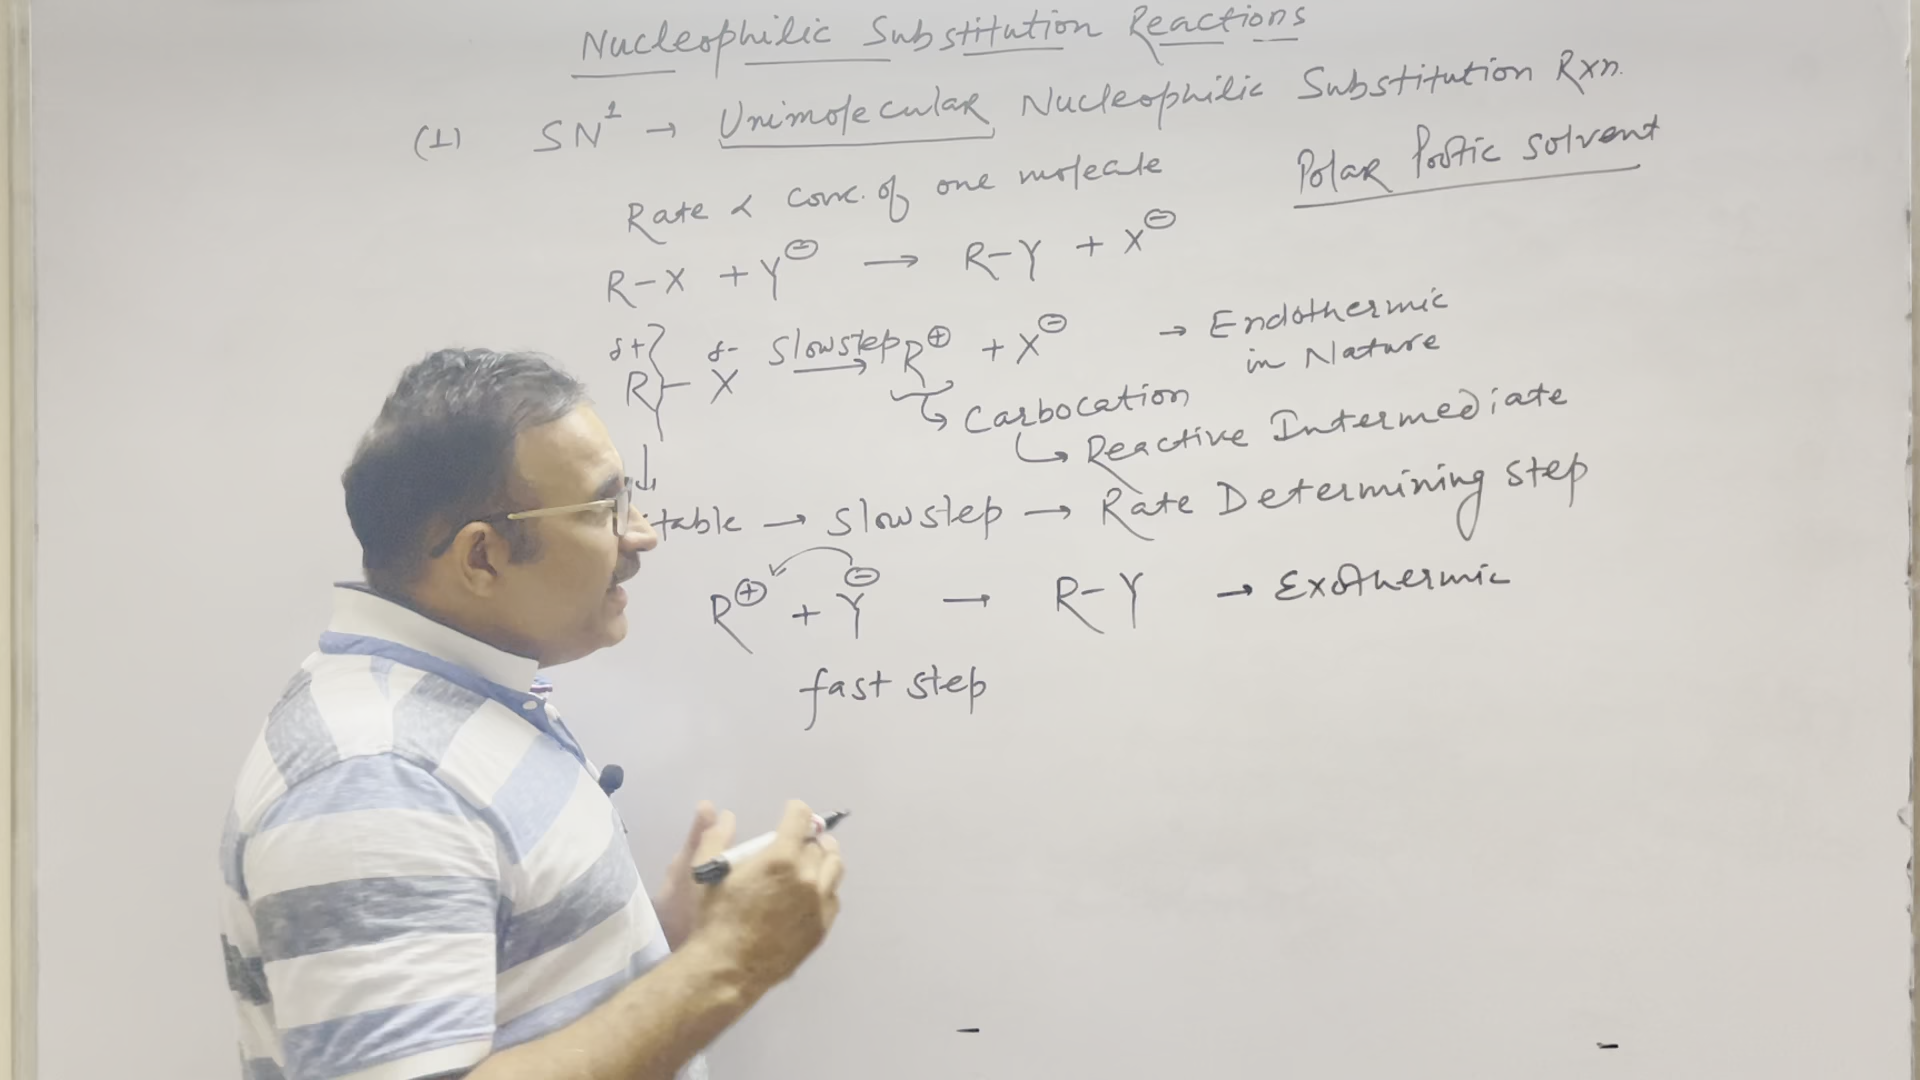 Nucleophilic Substitution Reactions
(1) SN¹ → Unimolecular Nucleophilic Substitution Rxn.
Rate ∝ conc. of one molecule
Polar Protic solvent
R-X + Y⊖ → R-Y + X⊖
δ+ δ- Slow step
R-X → R⊕ + X⊖ → Endothermic
in Nature
↳ Carbocation
↳ Reactive Intermediate
table → slow step → Rate Determining step
R⊕ + Y⊖ → R-Y → Exothermic
fast step